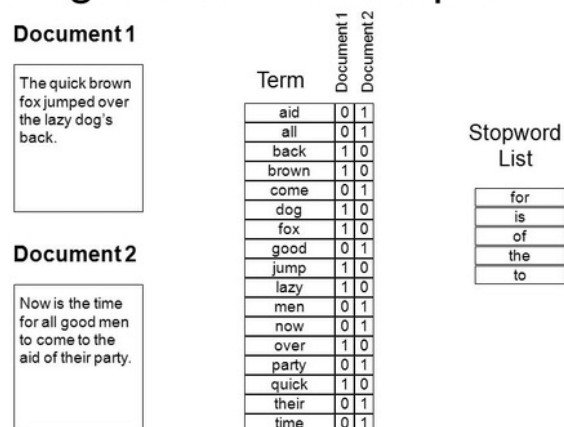 Document 1
The quick brown
fox jumped over
the lazy dog's
back.
Document 2
Now is the time
for all good men
to come to the
aid of their party.
Term Document 1 Document 2
aid 0 1
all 0 1
back 1 0
brown 1 0
come 0 1
dog 1 0
fox 1 0
good 0 1
jump 1 0
lazy 1 0
men 0 1
now 0 1
over 1 0
party 0 1
quick 1 0
their 0 1
time 0 1
Stopword
List
for
is
of
the
to